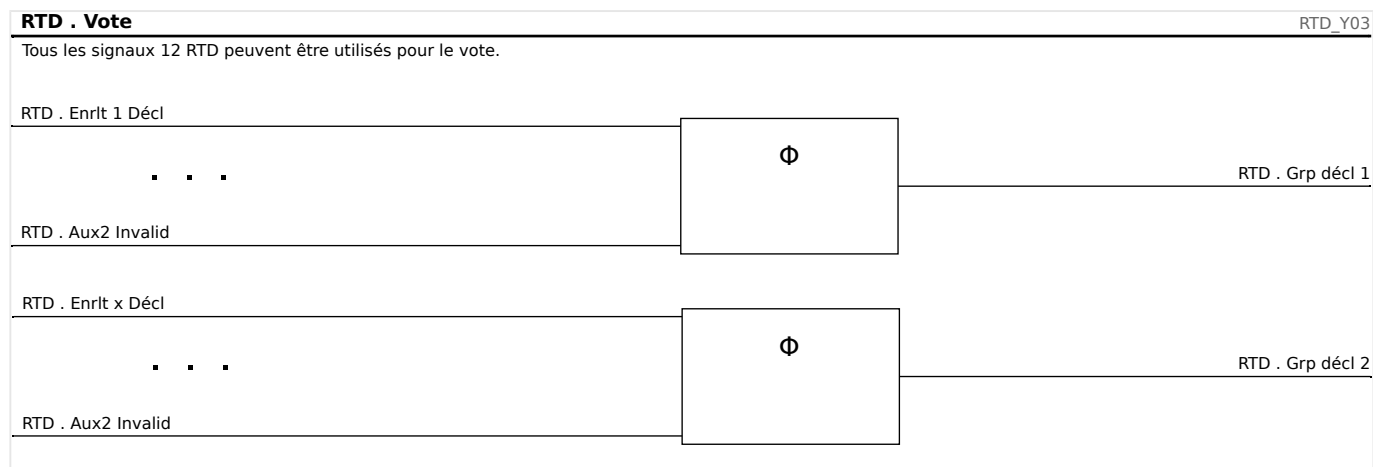 RTD . Vote
RTD_Y03
Tous les signaux 12 RTD peuvent être utilisés pour le vote.
RTD . Enrlt 1 Décl
Φ
. . .
RTD . Grp décl 1
RTD . Aux2 Invalid
RTD . Enrlt x Décl
Φ
. . .
RTD . Grp décl 2
RTD . Aux2 Invalid